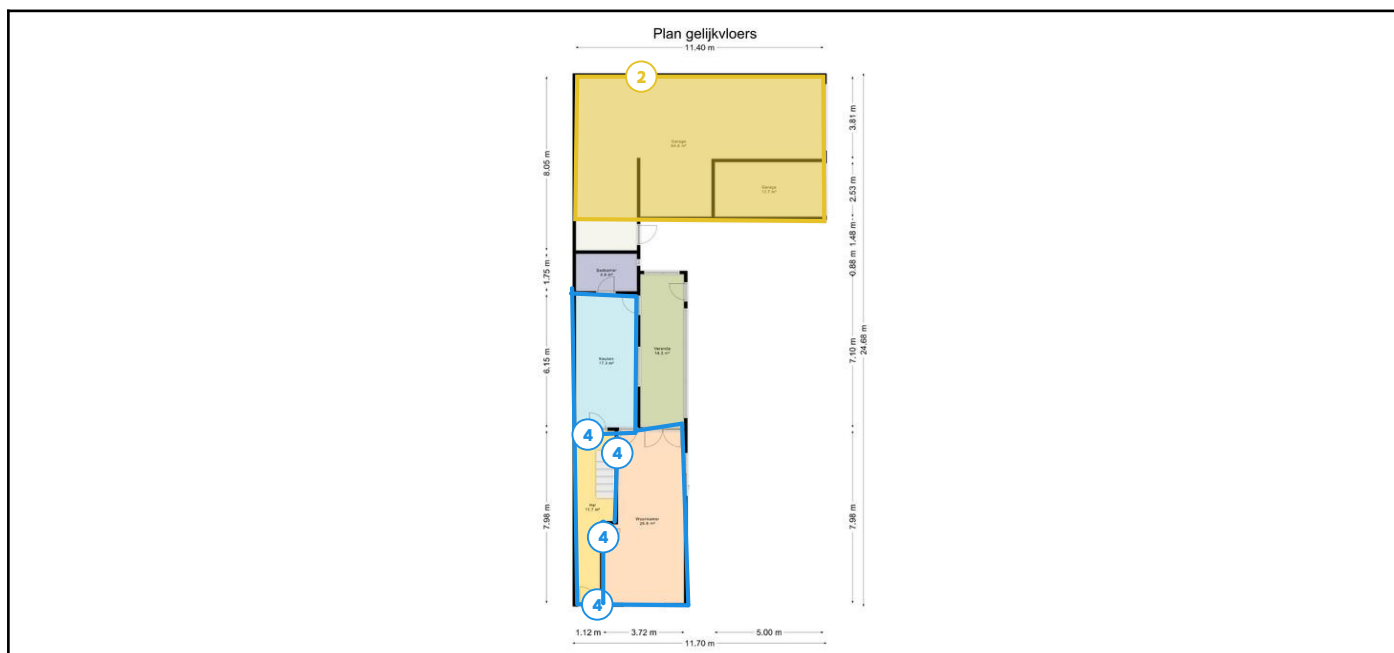 Plan gelijkvloers
11.40 m
2
3.81 m
8.05 m
Garage
Garage
2.53 m
1.48 m
0.88 m
1.75 m
Badkamer
24.68 m
6.15 m
Keuken
Veranda
7.10 m
4
4
7.98 m
Hal
Woonkamer
7.98 m
4
4
1.12 m
3.72 m
5.00 m
11.70 m